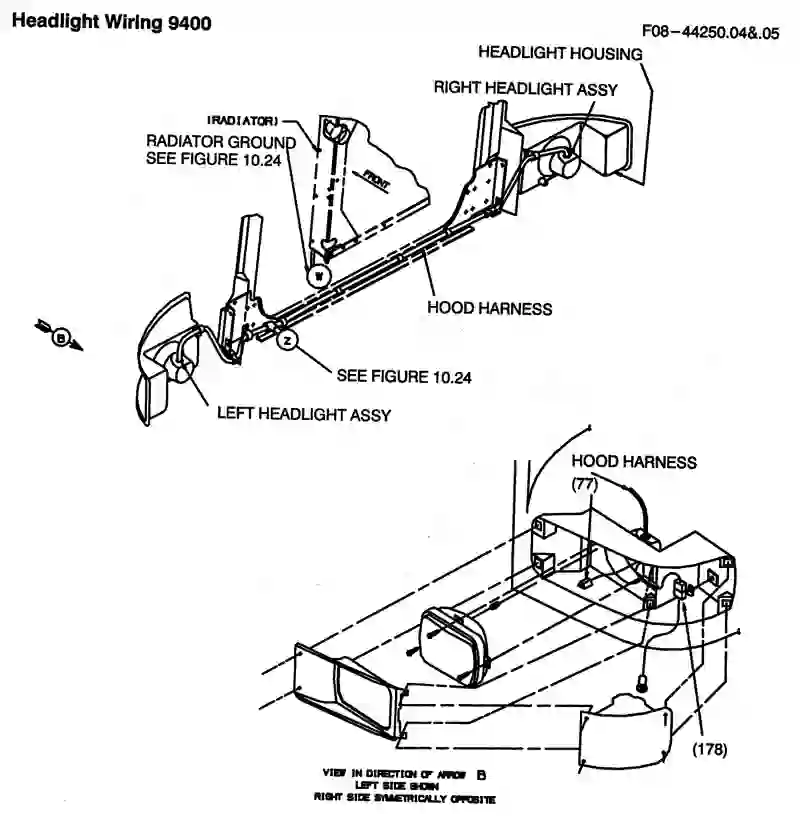 Headlight Wiring 9400
F08-44250.04&.05
HEADLIGHT HOUSING
RIGHT HEADLIGHT ASSY
(RADIATOR)
RADIATOR GROUND
SEE FIGURE 10.24
FRONT
W
HOOD HARNESS
B
Z
SEE FIGURE 10.24
LEFT HEADLIGHT ASSY
HOOD HARNESS
(77)
(178)
VIEW IN DIRECTION OF ARROW B
LEFT SIDE SHOWN
RIGHT SIDE SYMMETRICALLY OPPOSITE